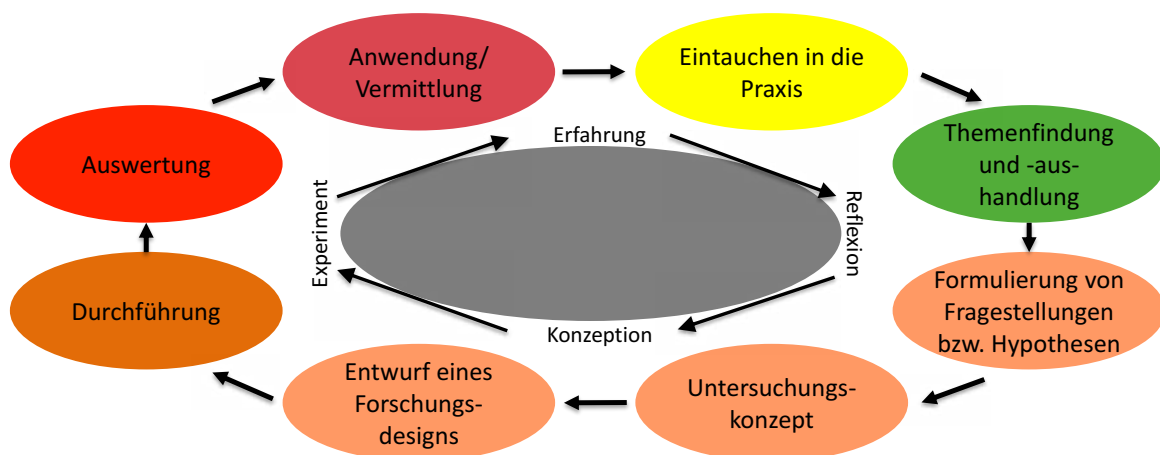 Anwendung/
Vermittlung
Eintauchen in die
Praxis
Themenfindung
und -aus-
handlung
Formulierung von
Fragestellungen
bzw. Hypothesen
Untersuchungs-
konzept
Entwurf eines
Forschungs-
designs
Durchführung
Auswertung
Erfahrung
Reflexion
Konzeption
Experiment